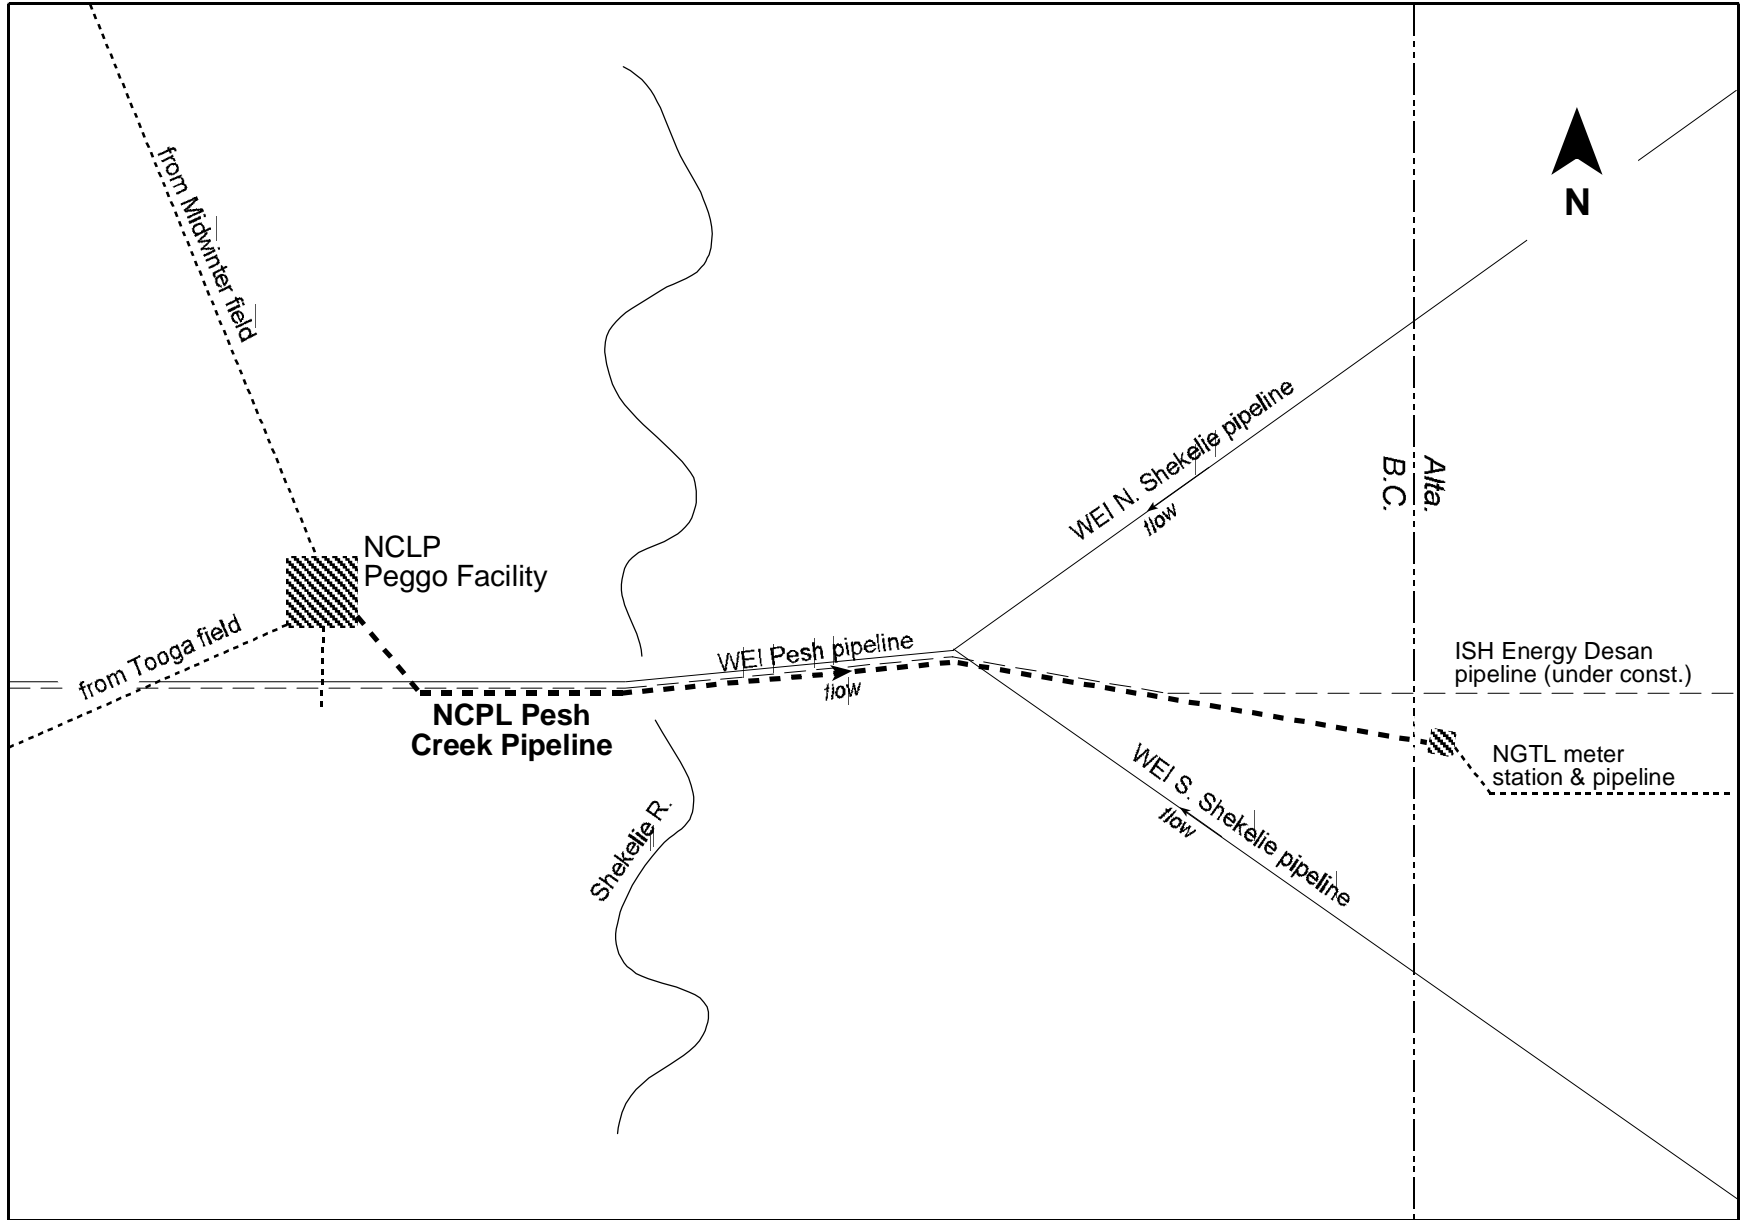 from Midwinter field
N
WEI N. Shekelie pipeline
flow
Alta.
B.C.
NCLP
Peggo Facility
from Tooga field
WEI Pesh pipeline
flow
ISH Energy Desan
pipeline (under const.)
NCPL Pesh
Creek Pipeline
NGTL meter
station & pipeline
WEI S. Shekelie pipeline
flow
Shekelie R.